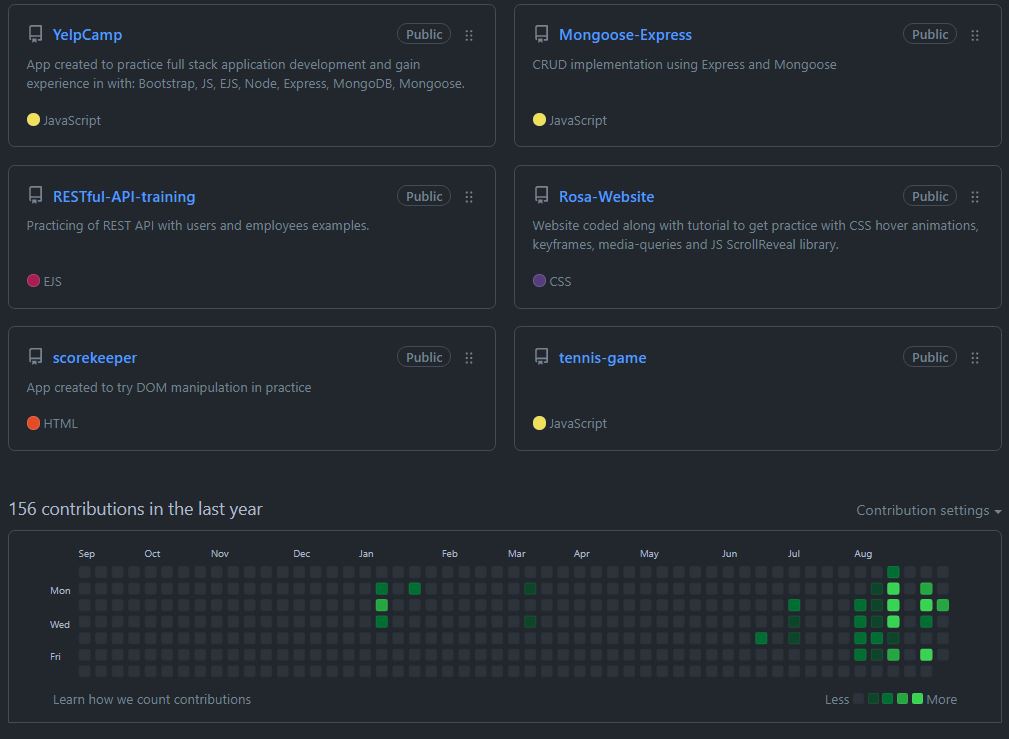 YelpCamp Public
App created to practice full stack application development and gain
experience in with: Bootstrap, JS, EJS, Node, Express, MongoDB, Mongoose.
JavaScript
Mongoose-Express Public
CRUD implementation using Express and Mongoose
JavaScript
RESTful-API-training Public
Practicing of REST API with users and employees examples.
EJS
Rosa-Website Public
Website coded along with tutorial to get practice with CSS hover animations,
keyframes, media-queries and JS ScrollReveal library.
CSS
scorekeeper Public
App created to try DOM manipulation in practice
HTML
tennis-game Public
JavaScript
156 contributions in the last year
Contribution settings
Sep Oct Nov Dec Jan Feb Mar Apr May Jun Jul Aug
Mon
Wed
Fri
Learn how we count contributions
Less More